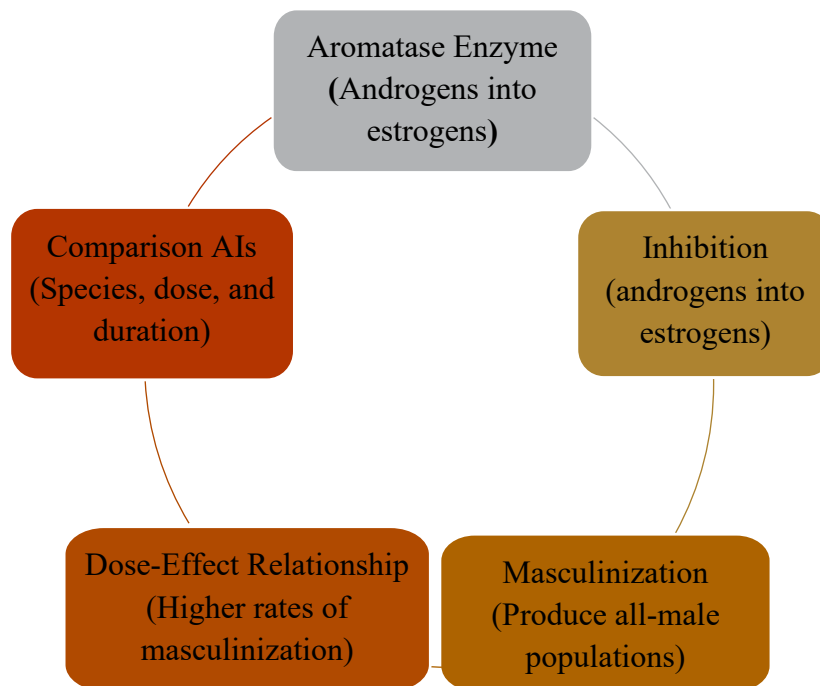 Aromatase Enzyme
(Androgens into
estrogens)
Inhibition
(androgens into
estrogens)
Masculinization
(Produce all-male
populations)
Dose-Effect Relationship
(Higher rates of
masculinization)
Comparison AIs
(Species, dose, and
duration)